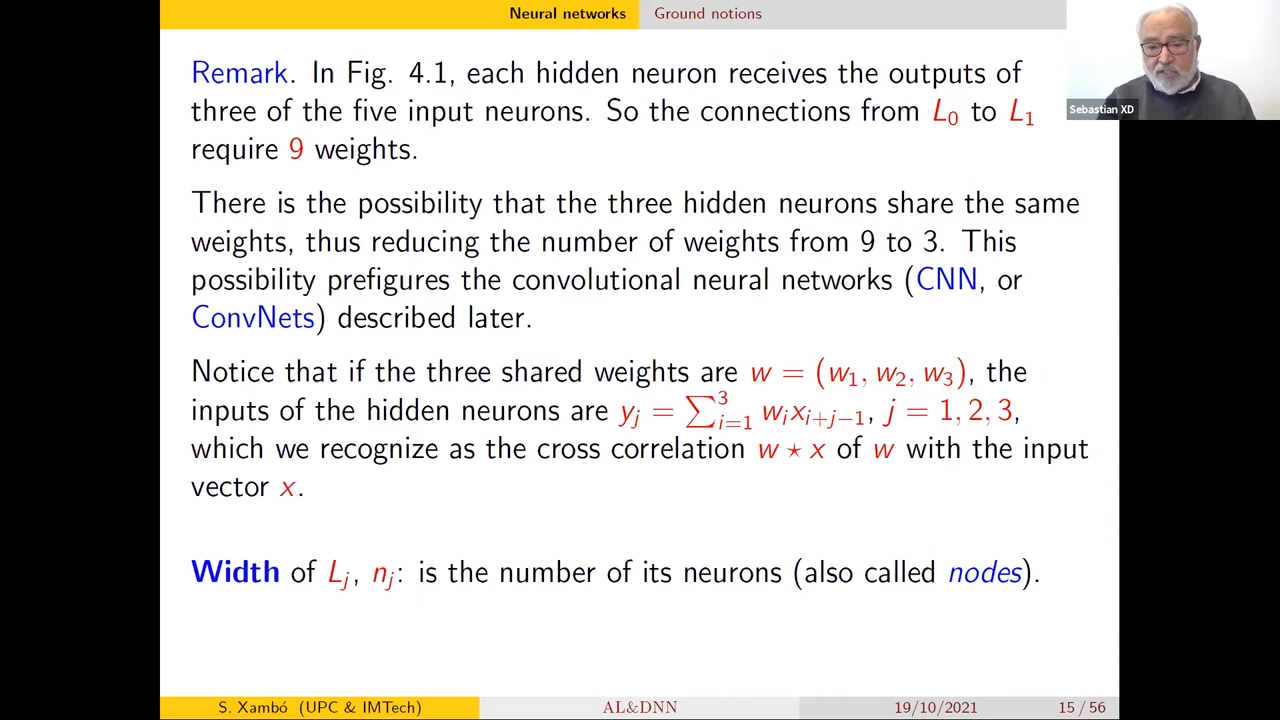 Neural networks Ground notions
Remark. In Fig. 4.1, each hidden neuron receives the outputs of
three of the five input neurons. So the connections from L₀ to L₁
require 9 weights.
There is the possibility that the three hidden neurons share the same
weights, thus reducing the number of weights from 9 to 3. This
possibility prefigures the convolutional neural networks (CNN, or
ConvNets) described later.
Notice that if the three shared weights are w = (w₁, w₂, w₃), the
inputs of the hidden neurons are yⱼ = ∑³ᵢ₌₁ wᵢxᵢ₊ⱼ₋₁, j = 1, 2, 3,
which we recognize as the cross correlation w ⋆ x of w with the input
vector x.
Width of Lⱼ, nⱼ: is the number of its neurons (also called nodes).
S. Xambó (UPC & IMTech) AL&DNN 19/10/2021 15 / 56
Sebastian XD